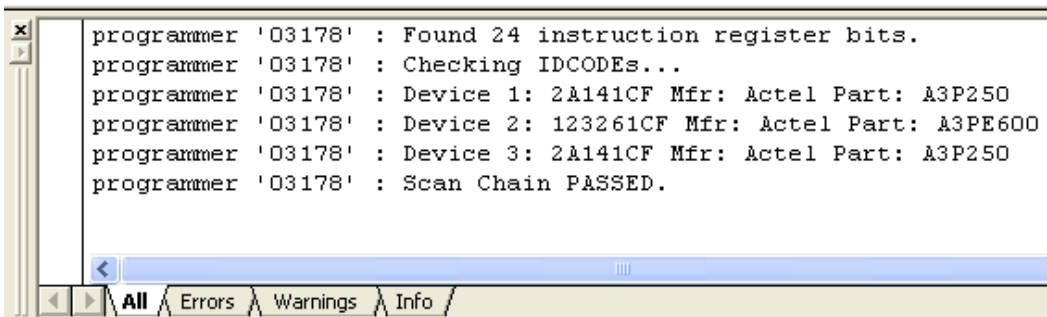 programmer '03178' : Found 24 instruction register bits.
programmer '03178' : Checking IDCODEs...
programmer '03178' : Device 1: 2A141CF Mfr: Actel Part: A3P250
programmer '03178' : Device 2: 123261CF Mfr: Actel Part: A3PE600
programmer '03178' : Device 3: 2A141CF Mfr: Actel Part: A3P250
programmer '03178' : Scan Chain PASSED.
All Errors Warnings Info